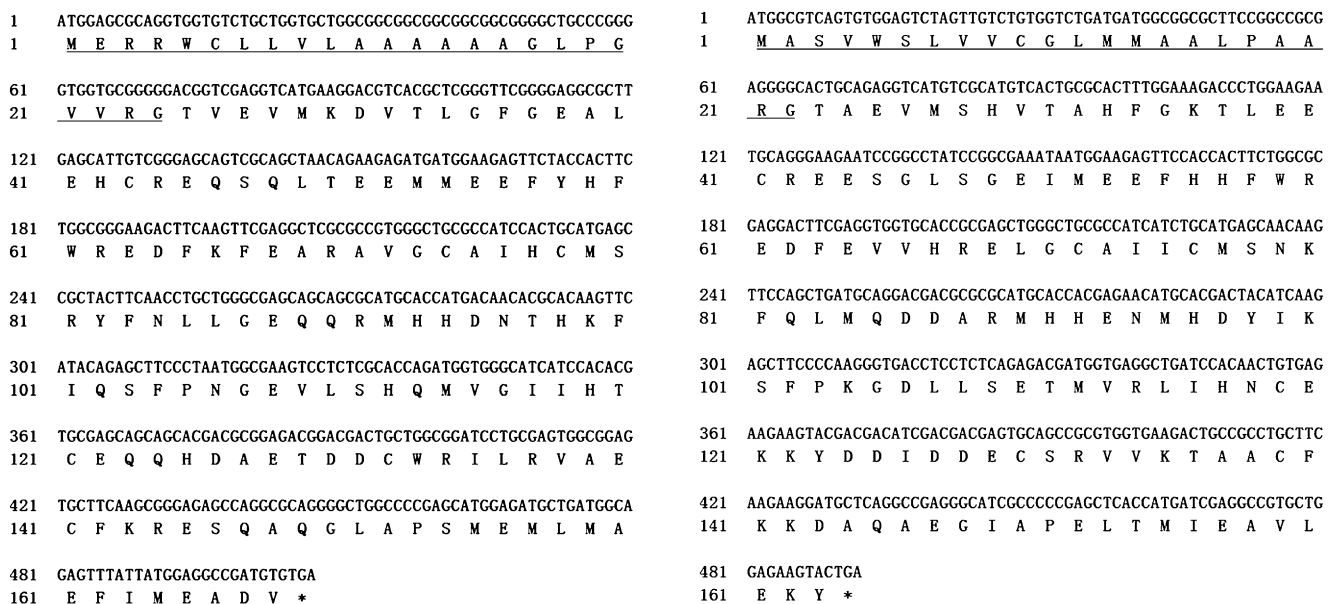 1 ATGGAGCGCAGGTGGTGTCTGCTGGTGCTGGCGGCGGCGGCGGCGGCGGGGCTGCCCGGG
1 M E R R W C L L V L A A A A A A G L P G
61 GTGGTGCGGGGGACGGTCGAGGTCATGAAGGACGTCACGCTCGGGTTCGGGGAGGCGCTT
21 V V R G T V E V M K D V T L G F G E A L
121 GAGCATTGTCGGGAGCAGTCGCAGCTAACAGAAGAGATGATGGAAGAGTTCTACCACTTC
41 E H C R E Q S Q L T E E M M E E F Y H F
181 TGGCGGGAAGACTTCAAGTTCGAGGCTCGCGCCGTGGGCTGCGCCATCCACTGCATGAGC
61 W R E D F K F E A R A V G C A I H C M S
241 CGCTACTTCAACCTGCTGGGCGAGCAGCAGCGCATGCACCATGACAACACGCACAAGTTC
81 R Y F N L L G E Q Q R M H H D N T H K F
301 ATACAGAGCTTCCCTAATGGCGAAGTCCTCTCGCACCAGATGGTGGGCATCATCCACACG
101 I Q S F P N G E V L S H Q M V G I I H T
361 TGCGAGCAGCAGCACGACGCGGAGACGGACGACTGCTGGCGGATCCTGCGAGTGGCGGAG
121 C E Q Q H D A E T D D C W R I L R V A E
421 TGCTTCAAGCGGGAGAGCCAGGCGCAGGGGCTGGCCCCGAGCATGGAGATGCTGATGGCA
141 C F K R E S Q A Q G L A P S M E M L M A
481 GAGTTTATTATGGAGGCCGATGTGTGA
161 E F I M E A D V *
1 ATGGCGTCAGTGTGGAGTCTAGTTGTCTGTGGTCTGATGATGGCGGCGCTTCCGGCCGCG
1 M A S V W S L V V C G L M M A A L P A A
61 AGGGGCACTGCAGAGGTCATGTCGCATGTCACTGCGCACTTTGGAAAGACCCTGGAAGAA
21 R G T A E V M S H V T A H F G K T L E E
121 TGCAGGGAAGAATCCGGCCTATCCGGCGAAATAATGGAAGAGTTCCACCACTTCTGGCGC
41 C R E E S G L S G E I M E E F H H F W R
181 GAGGACTTCGAGGTGGTGCACCGCGAGCTGGGCTGCGCCATCATCTGCATGAGCAACAAG
61 E D F E V V H R E L G C A I I C M S N K
241 TTCCAGCTGATGCAGGACGACGCGCGCATGCACCACGAGAACATGCACGACTACATCAAG
81 F Q L M Q D D A R M H H E N M H D Y I K
301 AGCTTCCCCAAGGGTGACCTCCTCTCAGAGACGATGGTGAGGCTGATCCACAACTGTGAG
101 S F P K G D L L S E T M V R L I H N C E
361 AAGAAGTACGACGACATCGACGACGAGTGCAGCCGCGTGGTGAAGACTGCCGCCTGCTTC
121 K K Y D D I D D E C S R V V K T A A C F
421 AAGAAGGATGCTCAGGCCGAGGGCATCGCCCCCGAGCTCACCATGATCGAGGCCGTGCTG
141 K K D A Q A E G I A P E L T M I E A V L
481 GAGAAGTACTGA
161 E K Y *